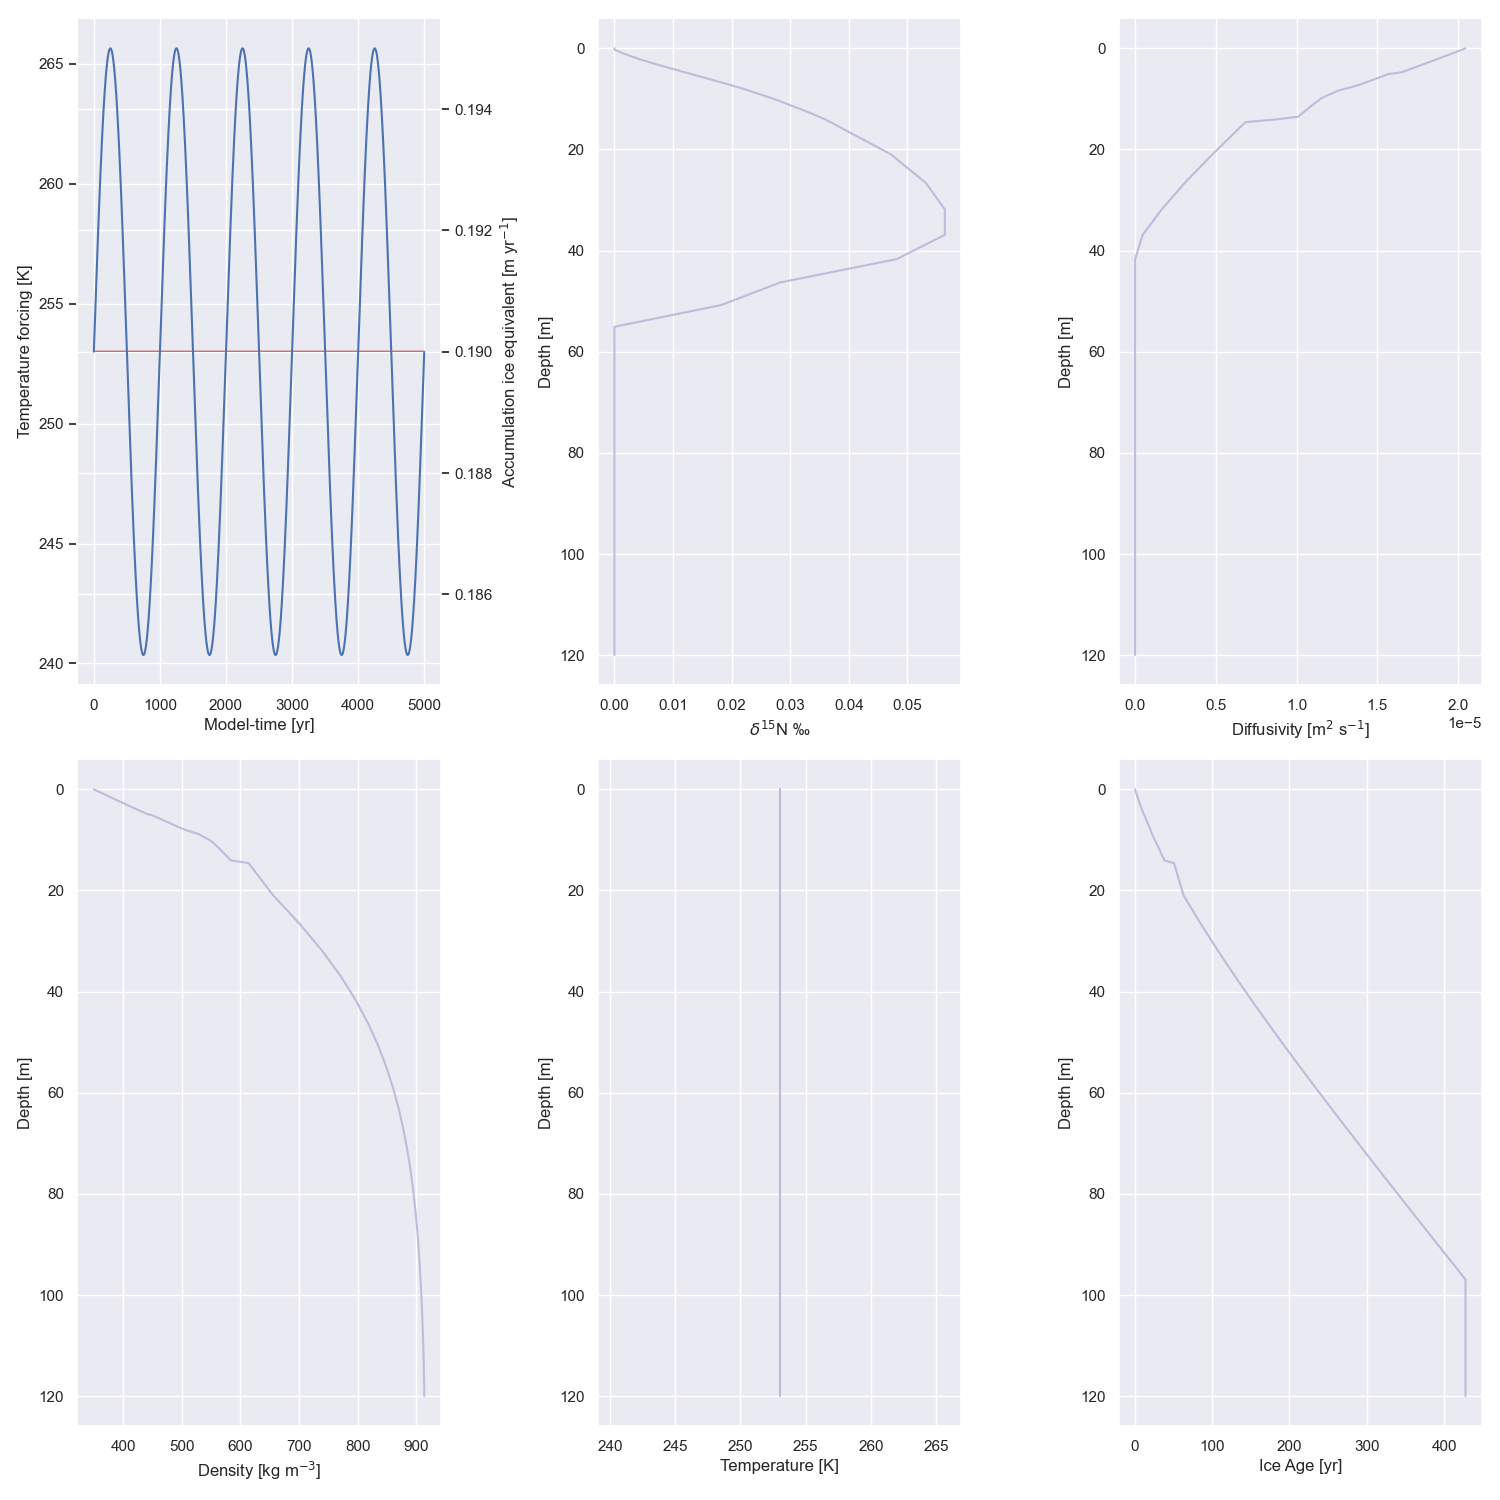 265
260
255
250
245
240
Temperature forcing [K]
0 1000 2000 3000 4000 5000
Model-time [yr]
0.194
0.192
0.190
0.188
0.186
Accumulation ice equivalent [m yr⁻¹]
0
20
40
60
80
100
120
Depth [m]
0.00 0.01 0.02 0.03 0.04 0.05
δ¹⁵N ‰
0
20
40
60
80
100
120
Depth [m]
0.0 0.5 1.0 1.5 2.0
1e−5
Diffusivity [m² s⁻¹]
0
20
40
60
80
100
120
Depth [m]
400 500 600 700 800 900
Density [kg m⁻³]
0
20
40
60
80
100
120
Depth [m]
240 245 250 255 260 265
Temperature [K]
0
20
40
60
80
100
120
Depth [m]
0 100 200 300 400
Ice Age [yr]